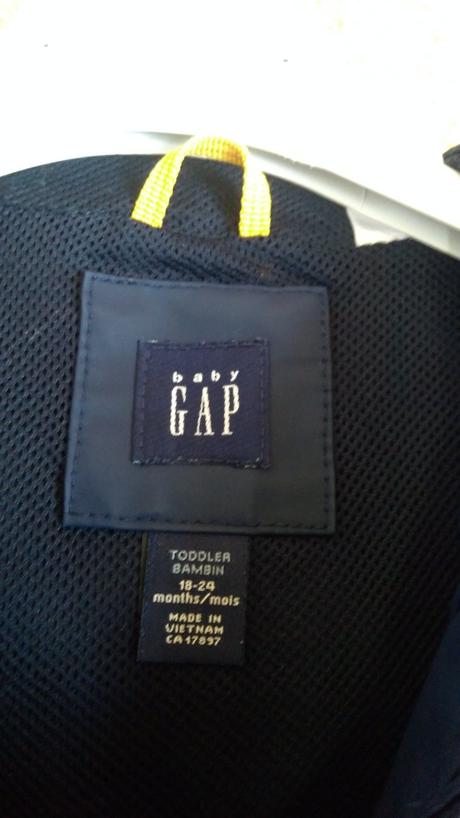 baby
GAP
TODDLER
BAMBIN
18-24
months/mois
MADE IN
VIETNAM
CA 17897